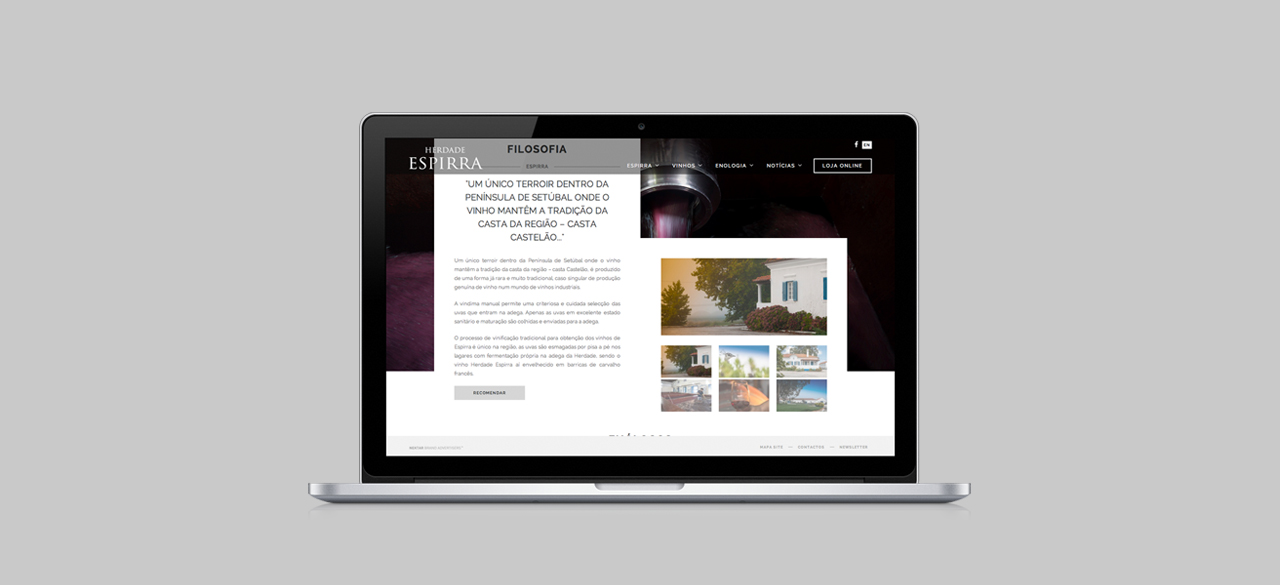 HERDADE
ESPIRRA
FILOSOFIA
ESPIRRA
EN
ESPIRRA
VINHOS
ENOLOGIA
NOTÍCIAS
LOJA ONLINE
"UM ÚNICO TERROIR DENTRO DA
PENÍNSULA DE SETÚBAL ONDE O
VINHO MANTÉM A TRADIÇÃO DA
CASTA DA REGIÃO – CASTA
CASTELÃO..."
Um único terroir dentro da Península de Setúbal onde o vinho
mantém a tradição da casta da região – casta Castelão; é produzido
de uma forma já rara e muito tradicional, caso singular de produção
genuína de vinho num mundo de vinhos industriais.
A vindima manual permite uma criteriosa e cuidada selecção das
uvas que entram na adega. Apenas as uvas em excelente estado
sanitário e maturação são colhidas e enviadas para a adega.
O processo de vinificação tradicional para obtenção dos vinhos de
Espirra é único na região, as uvas são esmagadas por pisa a pé nos
lagares com fermentação própria na adega da Herdade, sendo o
vinho Herdade Espirra aí envelhecido em barricas de carvalho
francês.
RECOMENDAR
MAPA SITE — CONTACTOS — NEWSLETTER